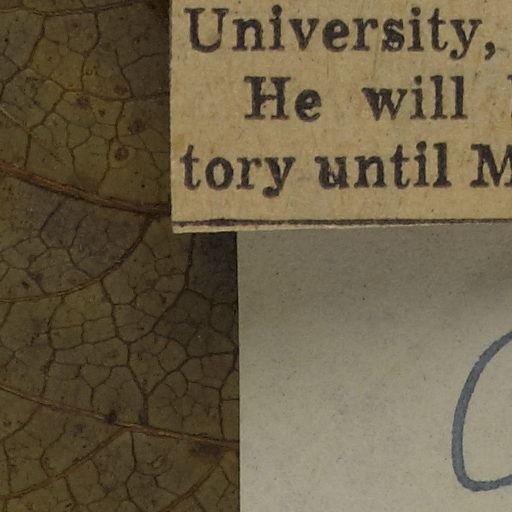 University,
He will
tory until